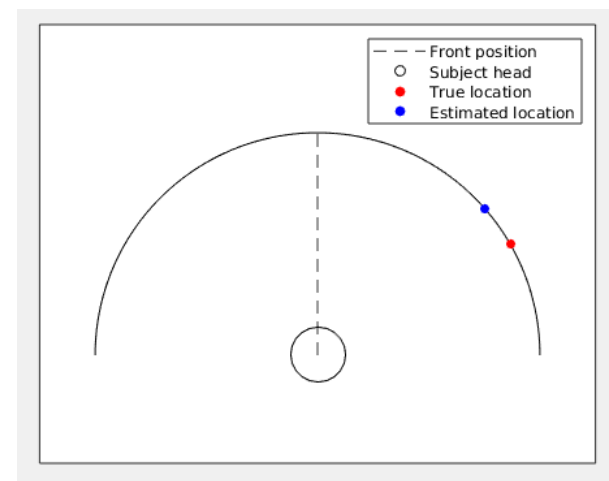 Front position
Subject head
True location
Estimated location